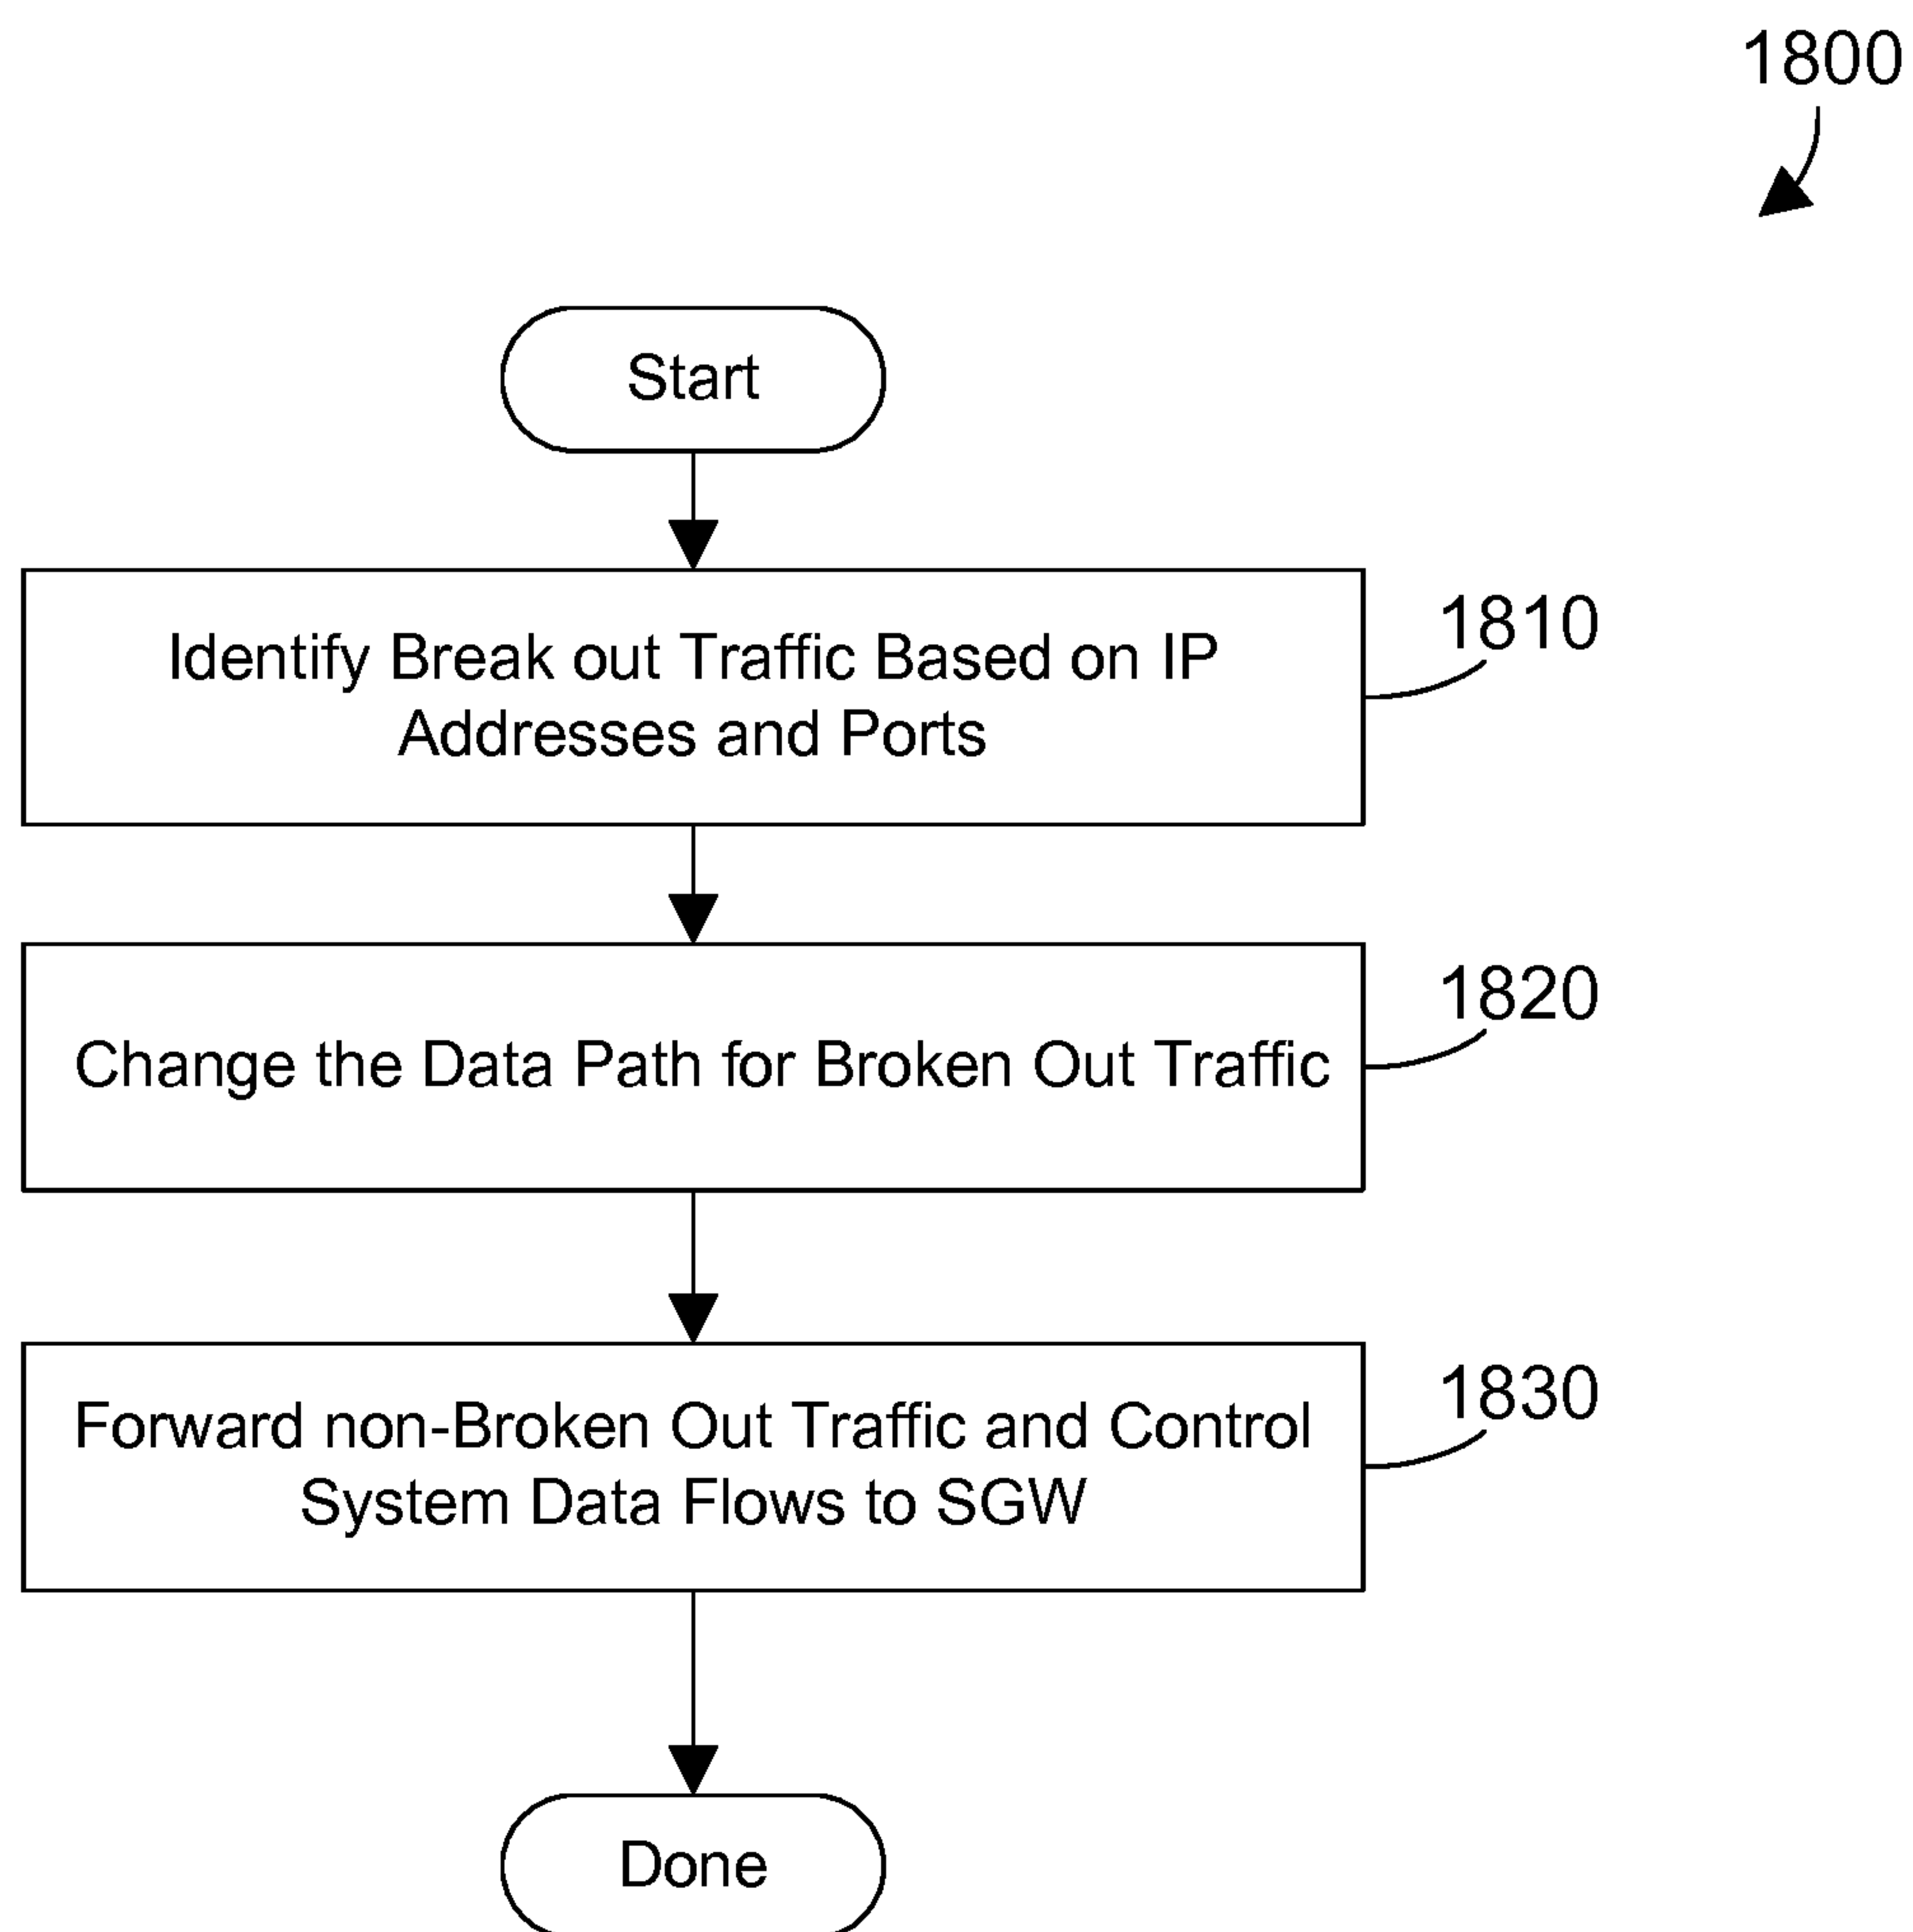 1800
Start
Identify Break out Traffic Based on IP
Addresses and Ports
1810
Change the Data Path for Broken Out Traffic
1820
Forward non-Broken Out Traffic and Control
System Data Flows to SGW
1830
Done